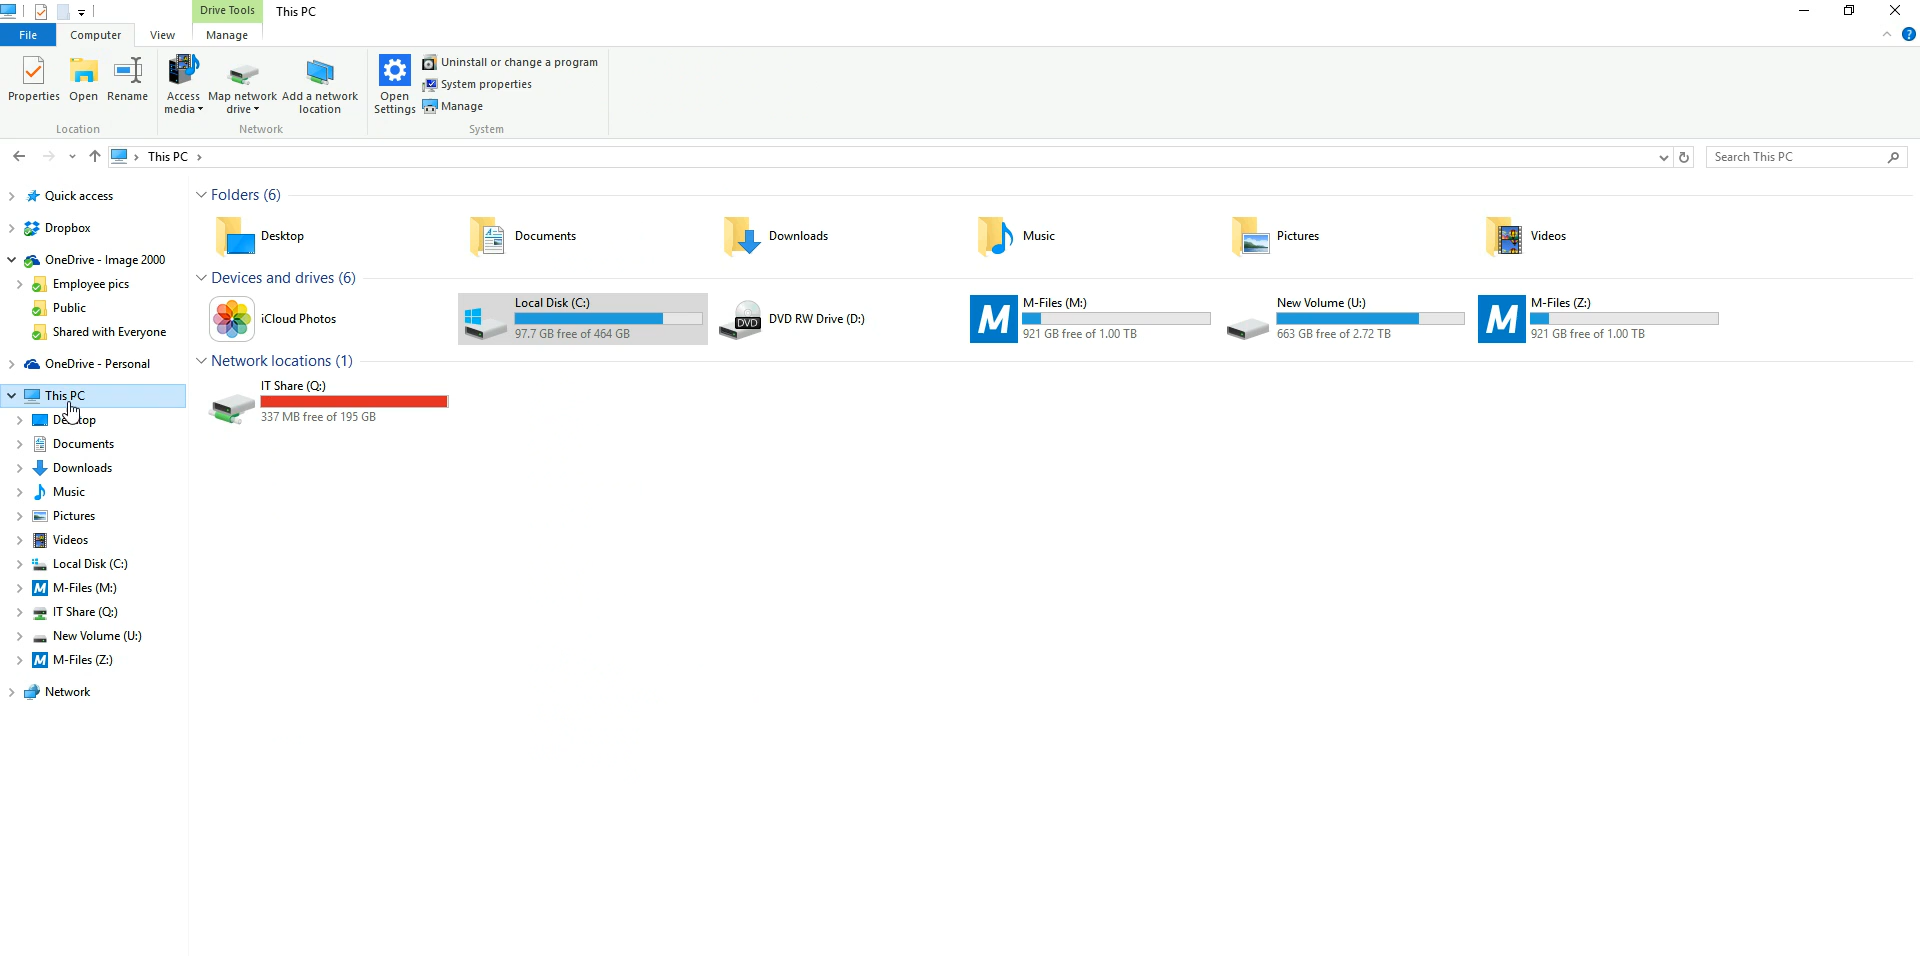 Drive Tools This PC
File Computer View Manage
Properties Open Rename Access media Map network drive Add a network location Open Settings Uninstall or change a program
System properties
Manage
Location Network System
This PC
Search This PC
Quick access
Dropbox
OneDrive - Image 2000
Employee pics
Public
Shared with Everyone
OneDrive - Personal
This PC
Desktop
Documents
Downloads
Music
Pictures
Videos
Local Disk (C:)
M-Files (M:)
IT Share (Q:)
New Volume (U:)
M-Files (Z:)
Network
Folders (6)
Desktop Documents Downloads Music Pictures Videos
Devices and drives (6)
iCloud Photos
Local Disk (C:)
97.7 GB free of 464 GB
DVD
DVD RW Drive (D:)
M
M-Files (M:)
921 GB free of 1.00 TB
New Volume (U:)
663 GB free of 2.72 TB
M
M-Files (Z:)
921 GB free of 1.00 TB
Network locations (1)
IT Share (Q:)
337 MB free of 195 GB